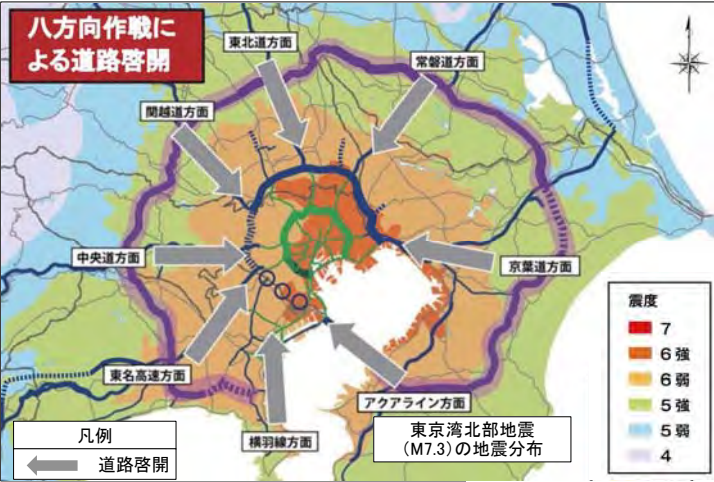 八方向作戦に
よる道路啓開
東北道方面
常磐道方面
関越道方面
中央道方面
京葉道方面
東名高速方面
アクアライン方面
横羽線方面
凡例
道路啓開
東京湾北部地震
(M7.3)の地震分布
震度
7
6強
6弱
5強
5弱
4